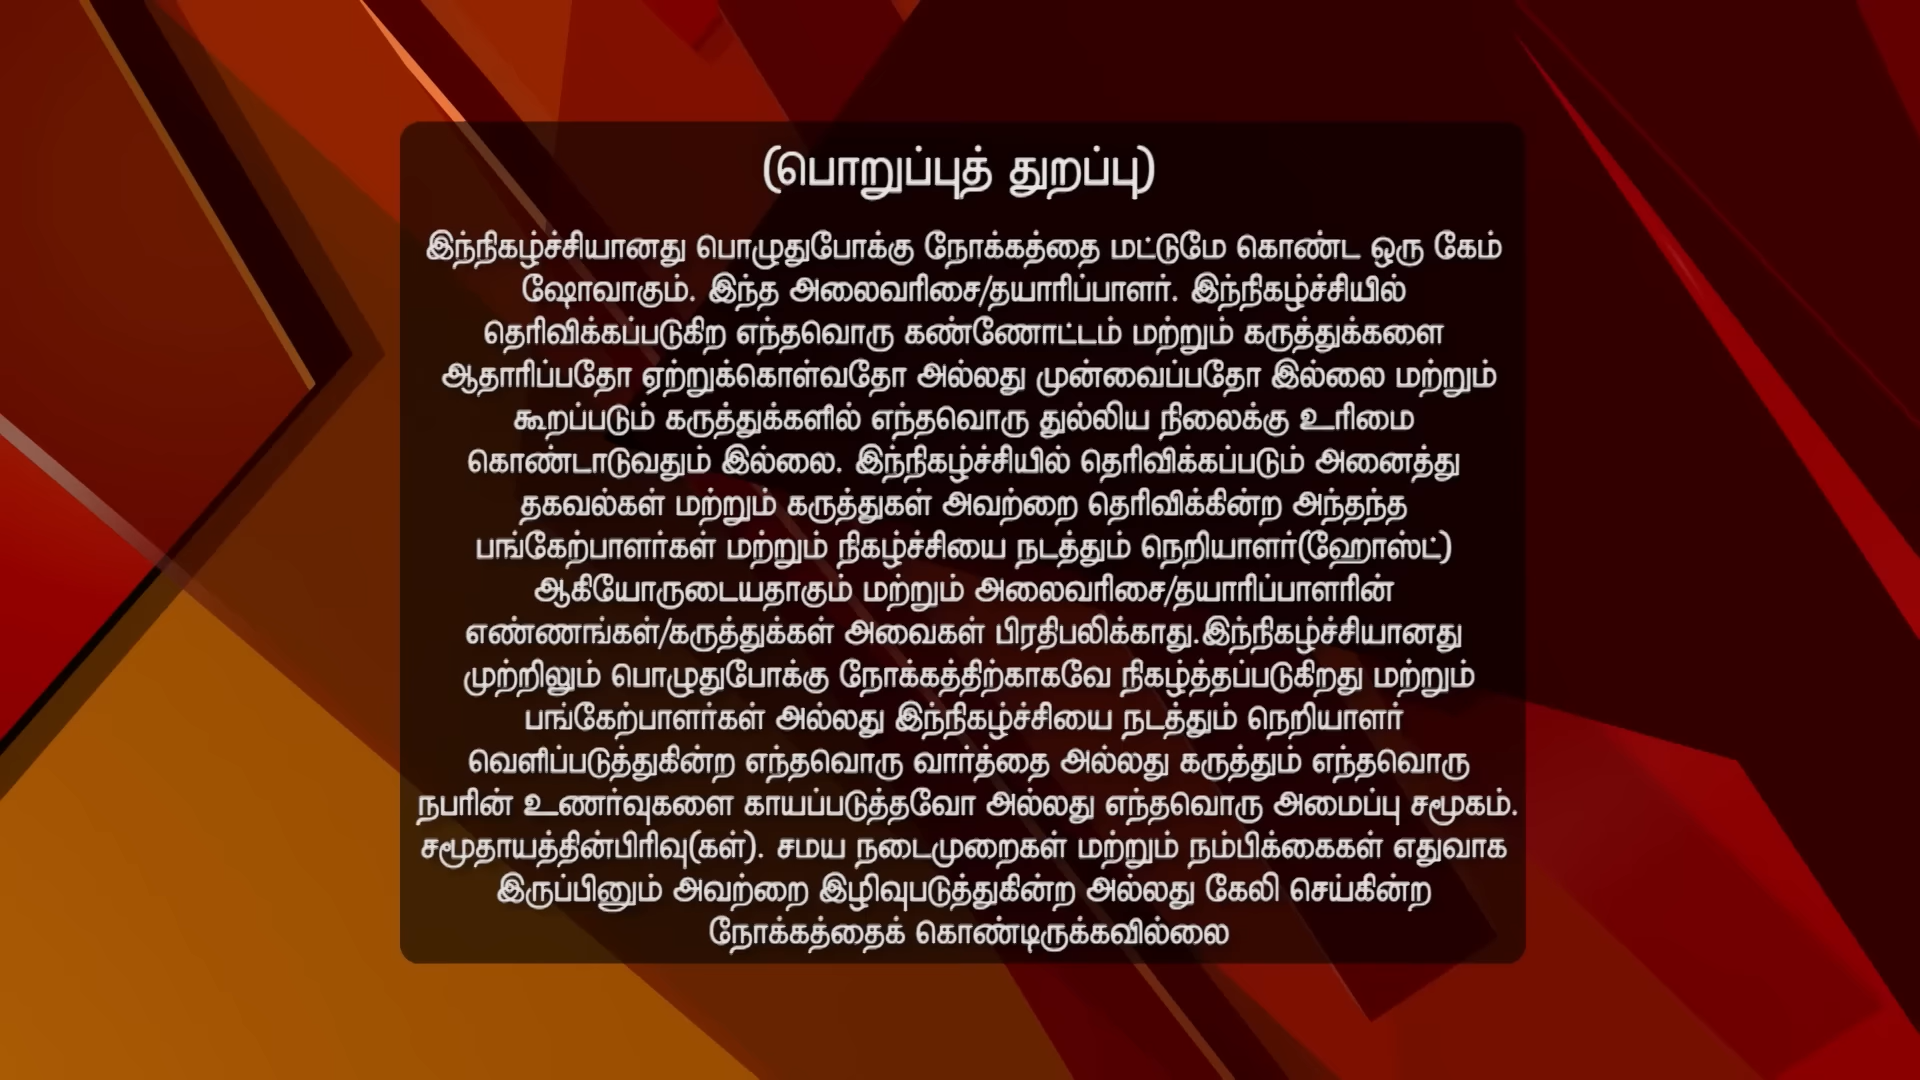 (பொறுப்புத் துறப்பு)
இந்நிகழ்ச்சியானது பொழுதுபோக்கு நோக்கத்தை மட்டுமே கொண்ட ஒரு கேம்
ஷோவாகும். இந்த அலைவரிசை/தயாரிப்பாளர். இந்நிகழ்ச்சியில்
தெரிவிக்கப்படுகிற எந்தவொரு கண்ணோட்டம் மற்றும் கருத்துக்களை
ஆதாரிப்பதோ ஏற்றுக்கொள்வதோ அல்லது முன்வைப்பதோ இல்லை மற்றும்
கூறப்படும் கருத்துக்களில் எந்தவொரு துல்லிய நிலைக்கு உரிமை
கொண்டாடுவதும் இல்லை. இந்நிகழ்ச்சியில் தெரிவிக்கப்படும் அனைத்து
தகவல்கள் மற்றும் கருத்துகள் அவற்றை தெரிவிக்கின்ற அந்தந்த
பங்கேற்பாளர்கள் மற்றும் நிகழ்ச்சியை நடத்தும் நெறியாளர்(ஹோஸ்ட்)
ஆகியோருடையதாகும் மற்றும் அலைவரிசை/தயாரிப்பாளரின்
எண்ணங்கள்/கருத்துக்கள் அவைகள் பிரதிபலிக்காது.இந்நிகழ்ச்சியானது
முற்றிலும் பொழுதுபோக்கு நோக்கத்திற்காகவே நிகழ்த்தப்படுகிறது மற்றும்
பங்கேற்பாளர்கள் அல்லது இந்நிகழ்ச்சியை நடத்தும் நெறியாளர்
வெளிப்படுத்துகின்ற எந்தவொரு வார்த்தை அல்லது கருத்தும் எந்தவொரு
நபரின் உணர்வுகளை காயப்படுத்தவோ அல்லது எந்தவொரு அமைப்பு சமூகம்.
சமூதாயத்தின்பிரிவு(கள்). சமய நடைமுறைகள் மற்றும் நம்பிக்கைகள் எதுவாக
இருப்பினும் அவற்றை இழிவுபடுத்துகின்ற அல்லது கேலி செய்கின்ற
நோக்கத்தைக் கொண்டிருக்கவில்லை